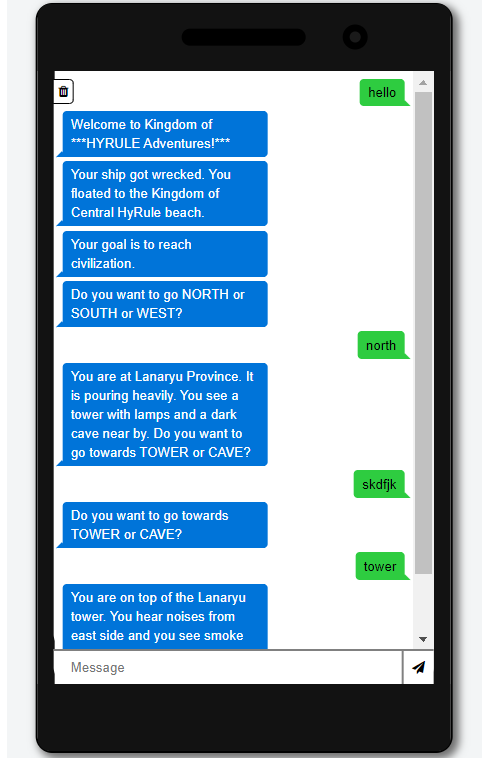 hello
Welcome to Kingdom of
***HYRULE Adventures!***
Your ship got wrecked. You
floated to the Kingdom of
Central HyRule beach.
Your goal is to reach
civilization.
Do you want to go NORTH or
SOUTH or WEST?
north
You are at Lanaryu Province. It
is pouring heavily. You see a
tower with lamps and a dark
cave near by. Do you want to
go towards TOWER or CAVE?
skdfjk
Do you want to go towards
TOWER or CAVE?
tower
You are on top of the Lanaryu
tower. You hear noises from
east side and you see smoke
Message